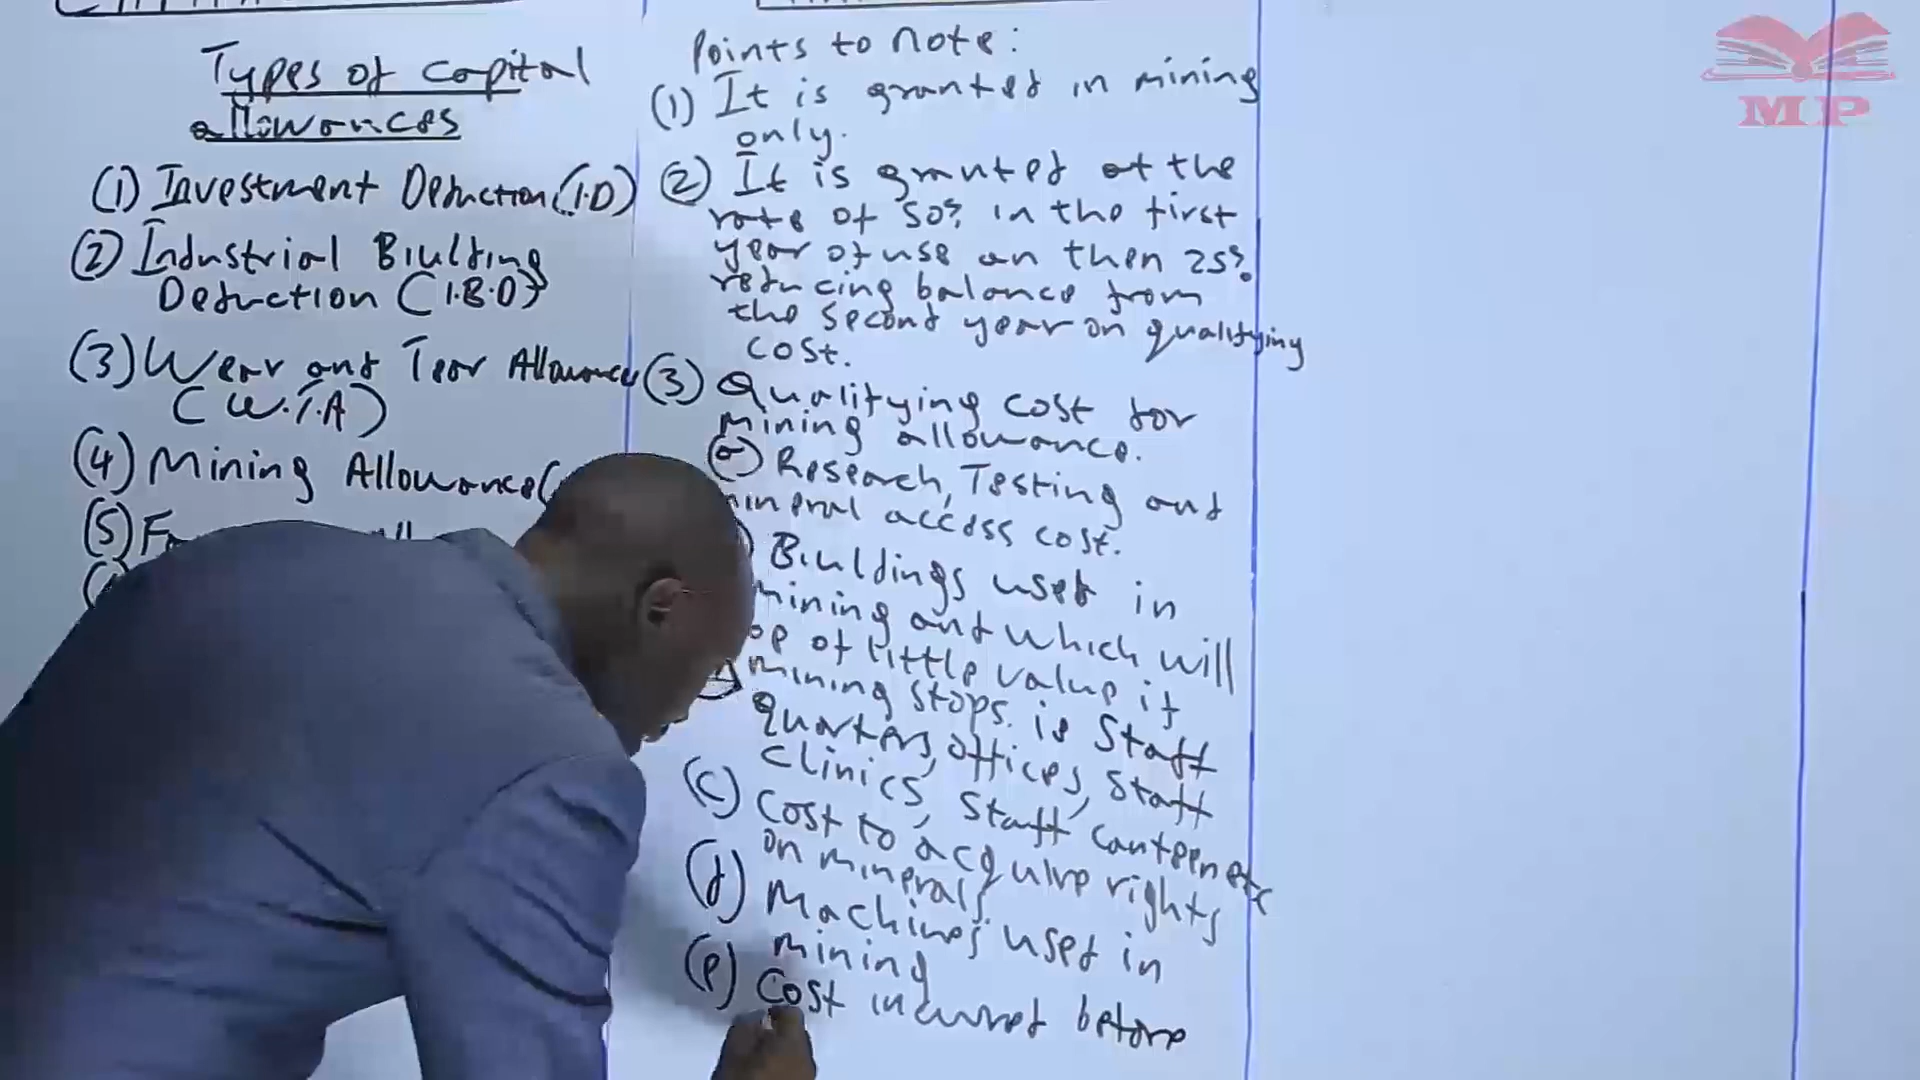 Types of capital
allowances
(1) Investment Deduction (I.D)
(2) Industrial Biulding
Deduction (I.B.D)
(3) Wear and Tear Allowance
(W.T.A)
(4) Mining Allowance(
(5) Fa
Points to note:
(1) It is granted in mining
only.
(2) It is granted at the
rate of 50% in the first
year of use an then 25%
reducing balance from
the second year on qualifying
cost.
(3) Qualifying cost for
mining allowance.
(a) Research, Testing and
mineral access cost.
Biuldings used in
mining and which will
be of little value if
mining stops. ie Staff
quarters, offices, Staff
clinics, Staff canteen etc
(c) Cost to acquire rights
on minerals.
(d) Machines used in
mining
(e) Cost incurred before
MP